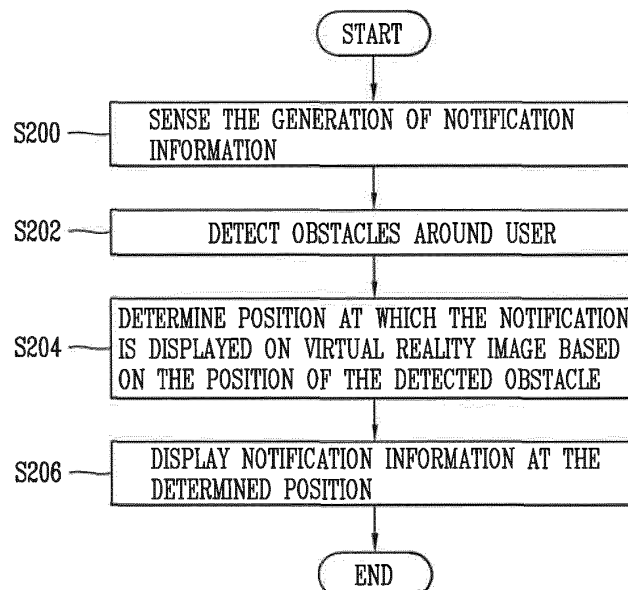 START
S200
SENSE THE GENERATION OF NOTIFICATION
INFORMATION
S202
DETECT OBSTACLES AROUND USER
S204
DETERMINE POSITION AT WHICH THE NOTIFICATION
IS DISPLAYED ON VIRTUAL REALITY IMAGE BASED
ON THE POSITION OF THE DETECTED OBSTACLE
S206
DISPLAY NOTIFICATION INFORMATION AT THE
DETERMINED POSITION
END